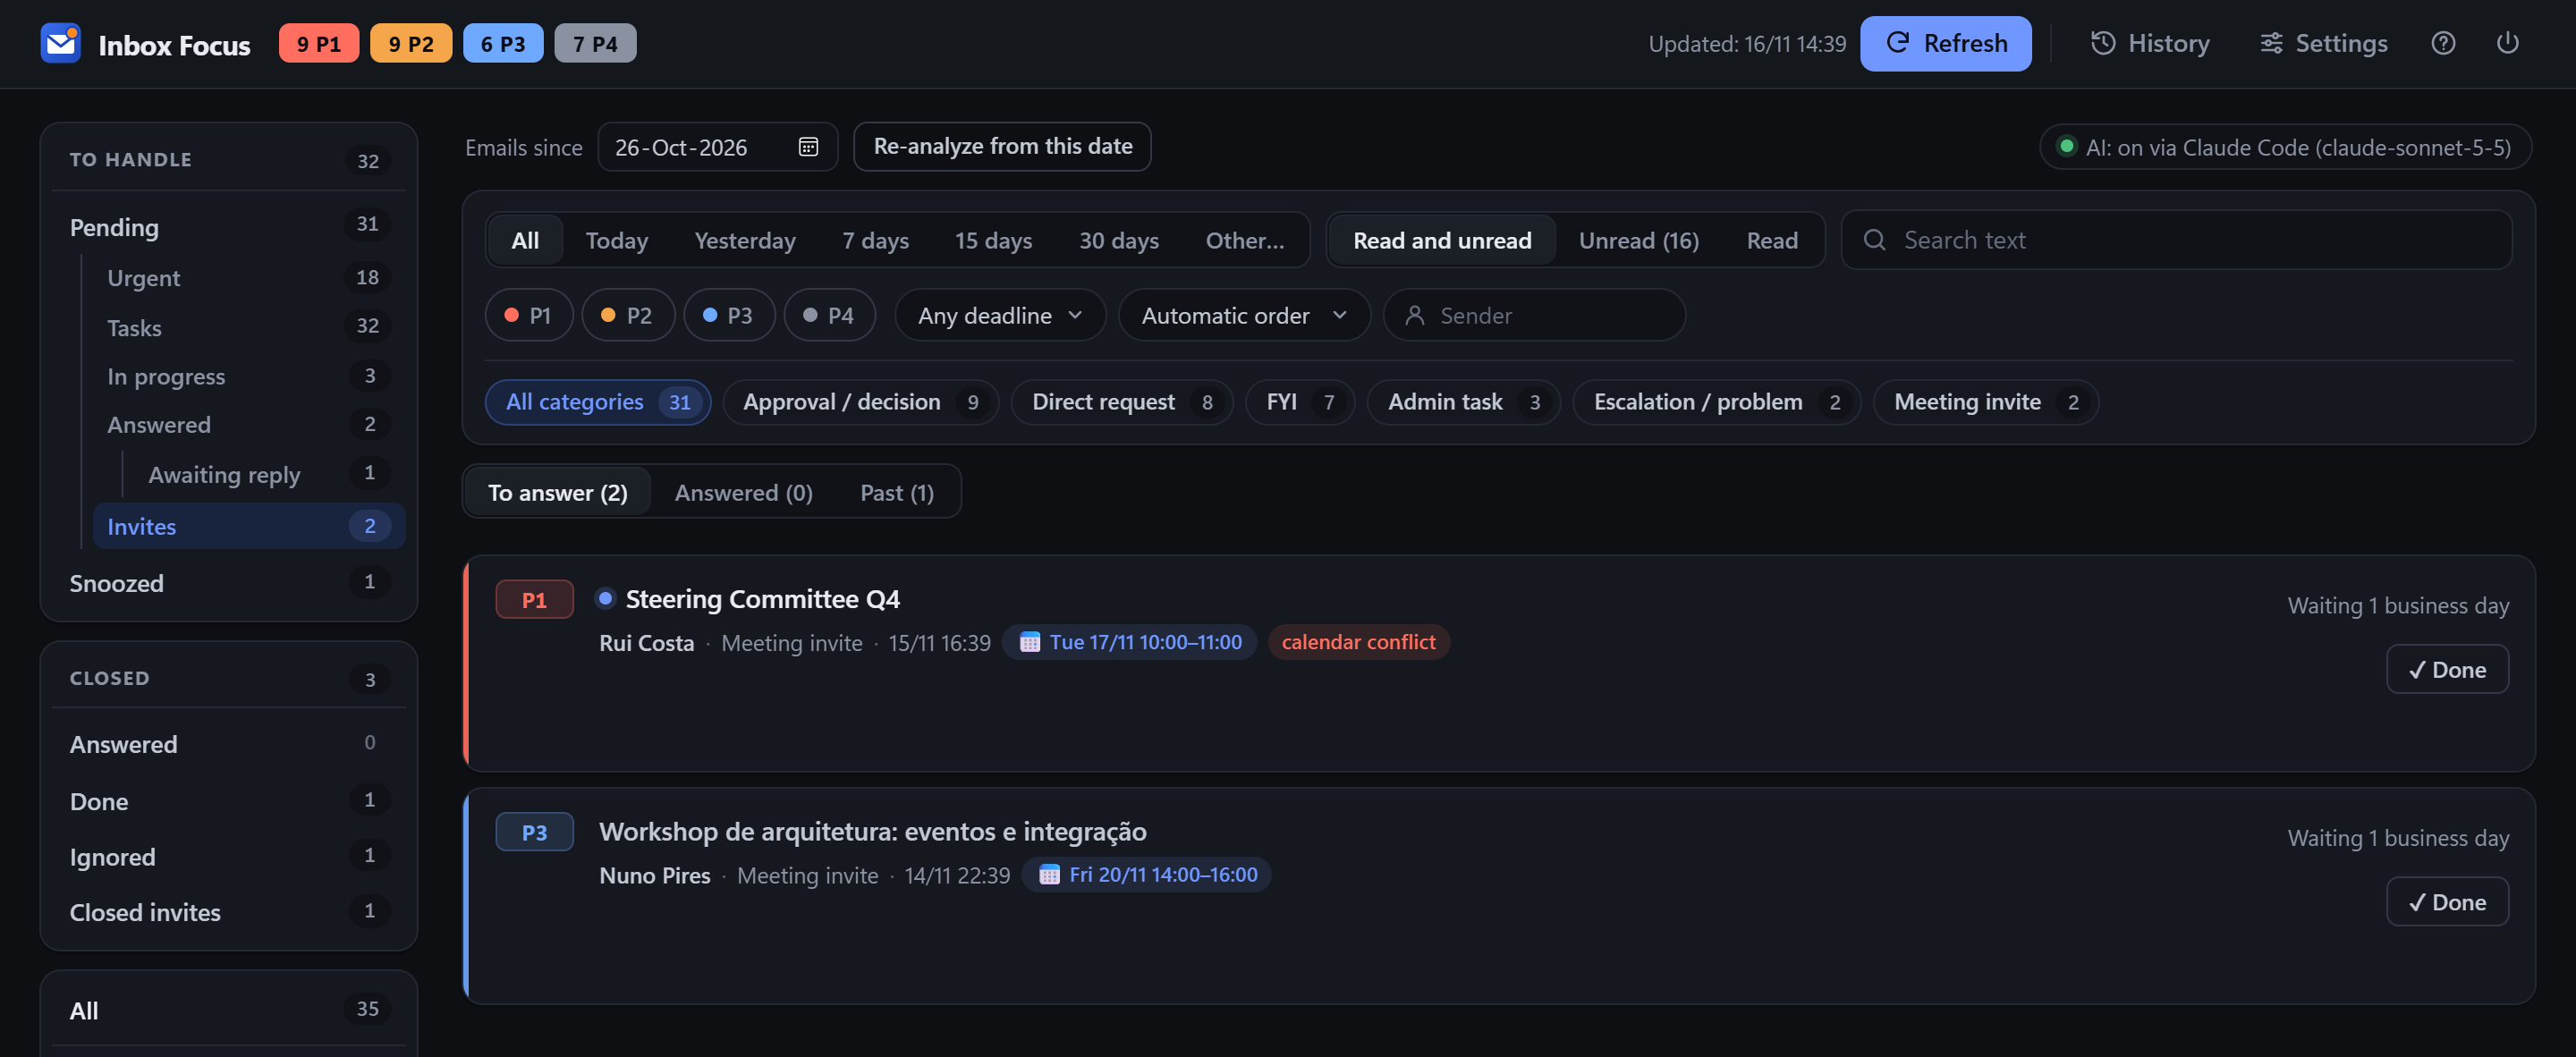 Inbox Focus 9 P1 9 P2 6 P3 7 P4 Updated: 16/11 14:39 Refresh History Settings
TO HANDLE 32
Pending 31
Urgent 18
Tasks 32
In progress 3
Answered 2
Awaiting reply 1
Invites 2
Snoozed 1
CLOSED 3
Answered 0
Done 1
Ignored 1
Closed invites 1
All 35
Emails since 26-Oct-2026 Re-analyze from this date AI: on via Claude Code (claude-sonnet-5-5)
All Today Yesterday 7 days 15 days 30 days Other... Read and unread Unread (16) Read Search text
P1 P2 P3 P4 Any deadline Automatic order Sender
All categories 31 Approval / decision 9 Direct request 8 FYI 7 Admin task 3 Escalation / problem 2 Meeting invite 2
To answer (2) Answered (0) Past (1)
P1 Steering Committee Q4 Waiting 1 business day
Rui Costa · Meeting invite · 15/11 16:39 Tue 17/11 10:00–11:00 calendar conflict
✓ Done
P3 Workshop de arquitetura: eventos e integração Waiting 1 business day
Nuno Pires · Meeting invite · 14/11 22:39 Fri 20/11 14:00–16:00
✓ Done